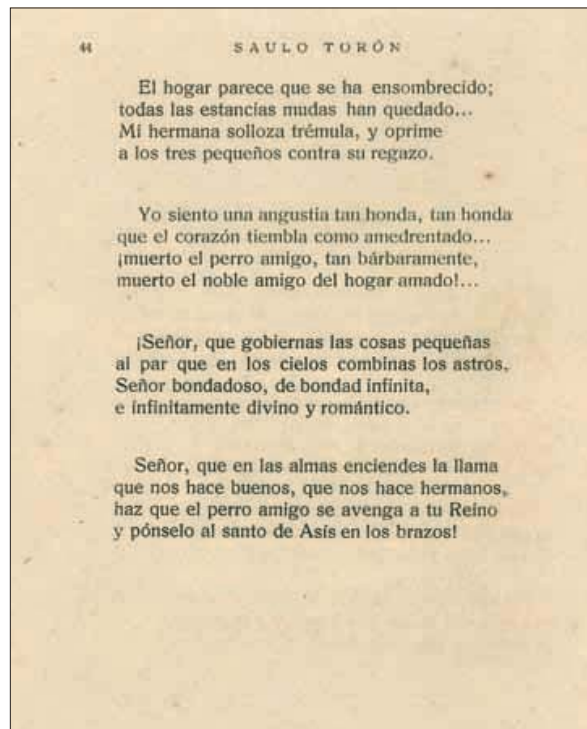 44
SAULO TORÓN
El hogar parece que se ha ensombrecido;
todas las estancias mudas han quedado...
Mi hermana solloza trémula, y oprime
a los tres pequeños contra su regazo.
Yo siento una angustia tan honda, tan honda
que el corazón tiembla como amedrentado...
¡muerto el perro amigo, tan bárbaramente,
muerto el noble amigo del hogar amado!...
¡Señor, que gobiernas las cosas pequeñas
al par que en los cielos combinas los astros,
Señor bondadoso, de bondad infinita,
e infinitamente divino y romántico.
Señor, que en las almas enciendes la llama
que nos hace buenos, que nos hace hermanos,
haz que el perro amigo se avenga a tu Reino
y pónselo al santo de Asís en los brazos!